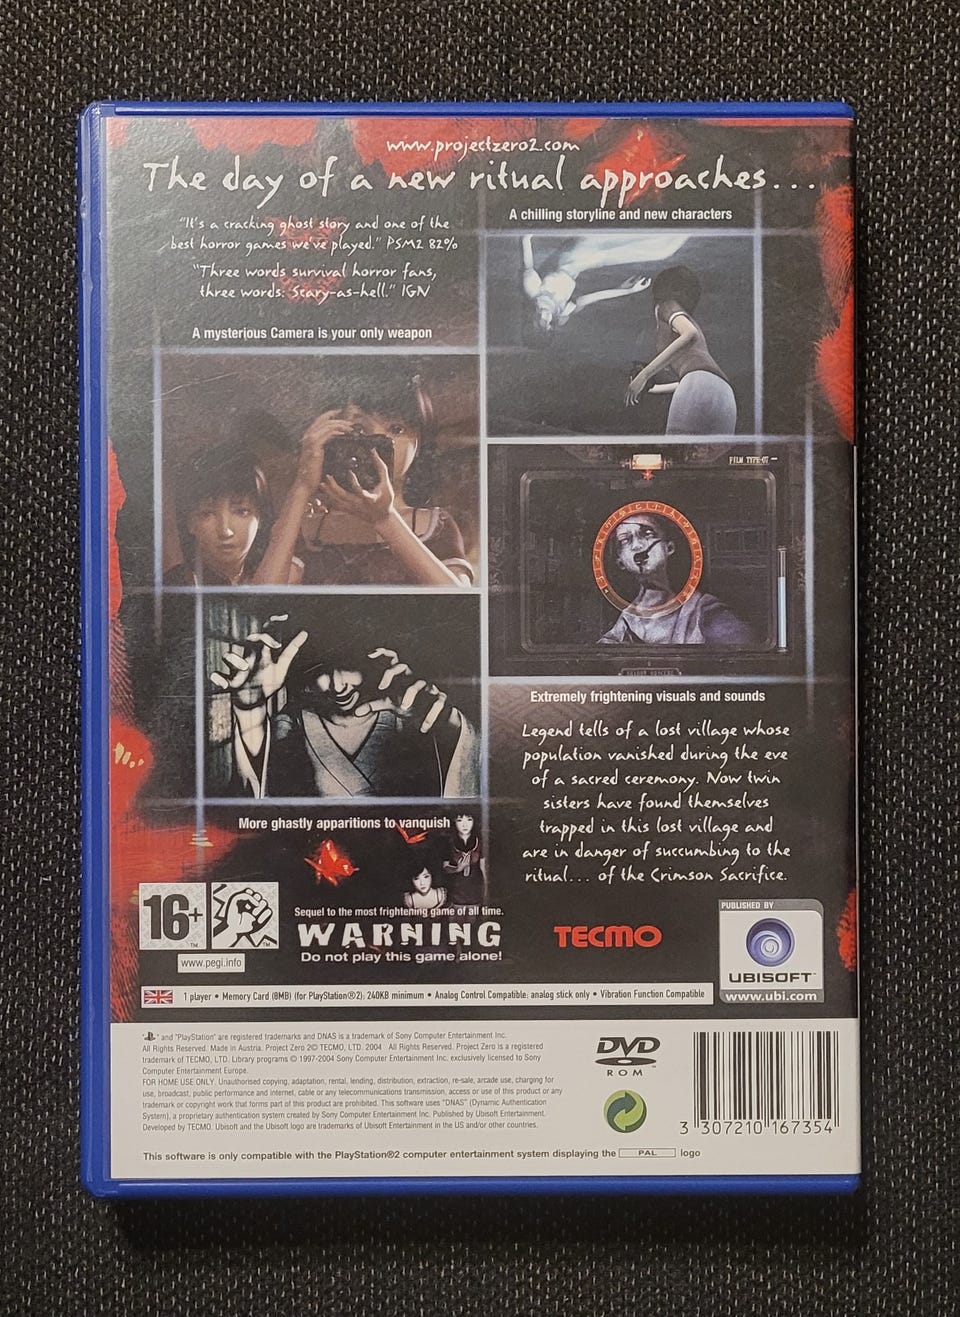 www.projectzero2.com
The day of a new ritual approaches...
"It's a cracking ghost story and one of the
best horror games we've played." PSM2 82%
"Three words survival horror fans,
three words: Scary-as-hell." IGN
A mysterious Camera is your only weapon
A chilling storyline and new characters
FILM TYPE-07
Extremely frightening visuals and sounds
Legend tells of a lost village whose
population vanished during the eve
of a sacred ceremony. Now twin
sisters have found themselves
trapped in this lost village and
are in danger of succumbing to the
ritual... of the Crimson Sacrifice.
More ghastly apparitions to vanquish
16+
TM
TM
www.pegi.info
Sequel to the most frightening game of all time.
WARNING
Do not play this game alone!
TECMO
PUBLISHED BY
UBISOFT™
www.ubi.com
1 player • Memory Card (8MB) (for PlayStation®2): 240KB minimum • Analog Control Compatible: analog stick only • Vibration Function Compatible
" " and "PlayStation" are registered trademarks and DNAS is a trademark of Sony Computer Entertainment Inc.
All Rights Reserved. Made in Austria. Project Zero 2© TECMO, LTD. 2004 All Rights Reserved. Project Zero is a registered
trademark of TECMO, LTD. Library programs © 1997-2004 Sony Computer Entertainment Inc. exclusively licensed to Sony
Computer Entertainment Europe.
FOR HOME USE ONLY. Unauthorised copying, adaptation, rental, lending, distribution, extraction, re-sale, arcade use, charging for
use, broadcast, public performance and internet, cable or any telecommunications transmission, access or use of this product or any
trademark or copyright work that forms part of this product are prohibited. This software uses "DNAS" (Dynamic Authentication
System), a proprietary authentication system created by Sony Computer Entertainment Inc. Published by Ubisoft Entertainment.
Developed by TECMO. Ubisoft and the Ubisoft logo are trademarks of Ubisoft Entertainment in the US and/or other countries.
DVD
ROM
3 307210 167354
This software is only compatible with the PlayStation®2 computer entertainment system displaying the PAL logo